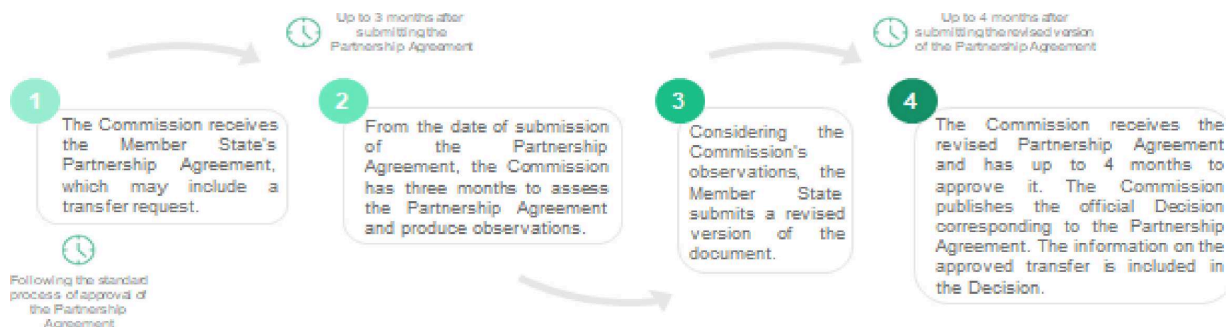 Up to 3 months after
submitting the
Partnership Agreement
Up to 4 months after
submitting the revised version
of the Partnership Agreement
1
The Commission receives
the Member State's
Partnership Agreement,
which may include a
transfer request.
Following the standard
process of approval of
the Partnership
Agreement
2
From the date of submission
of the Partnership
Agreement, the Commission
has three months to assess
the Partnership Agreement
and produce observations.
3
Considering the
Commission's
observations, the
Member State
submits a revised
version of the
document.
4
The Commission receives the
revised Partnership Agreement
and has up to 4 months to
approve it. The Commission
publishes the official Decision
corresponding to the Partnership
Agreement. The information on the
approved transfer is included in
the Decision.